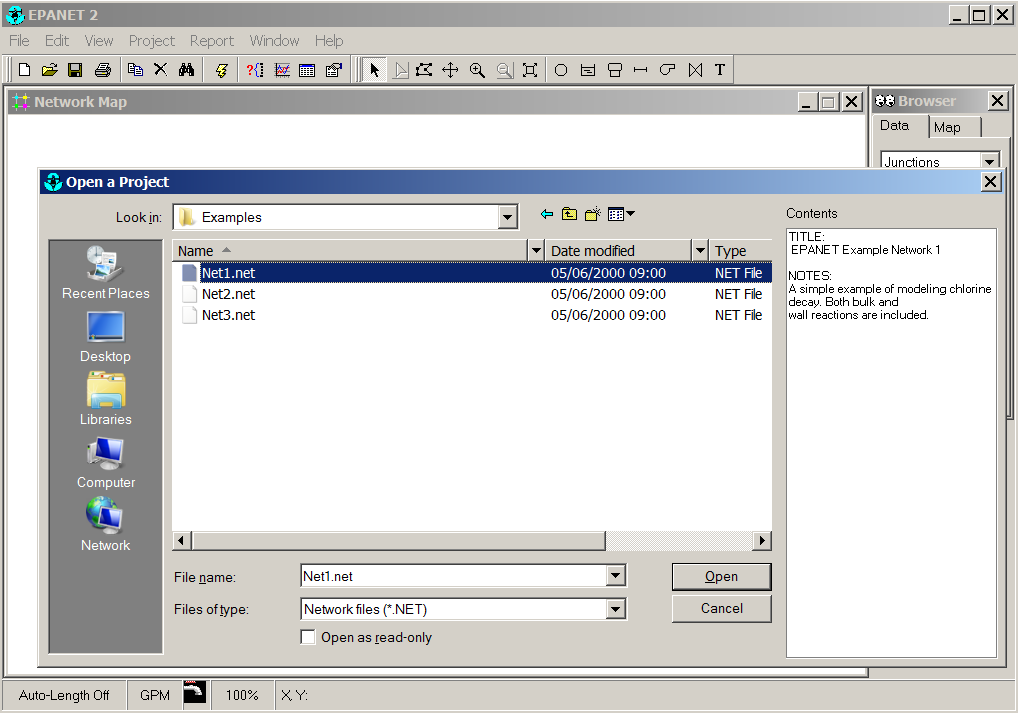 EPANET 2
File Edit View Project Report Window Help
T
Network Map
Browser
Data Map
Junctions
Open a Project
Look in: Examples
Contents
Name Date modified Type
Net1.net 05/06/2000 09:00 NET File
Net2.net 05/06/2000 09:00 NET File
Net3.net 05/06/2000 09:00 NET File
Recent Places
Desktop
Libraries
Computer
Network
TITLE:
EPANET Example Network 1
NOTES:
A simple example of modeling chlorine
decay. Both bulk and
wall reactions are included.
File name: Net1.net Open
Files of type: Network files (*.NET) Cancel
Open as read-only
Auto-Length Off GPM 100% X,Y: